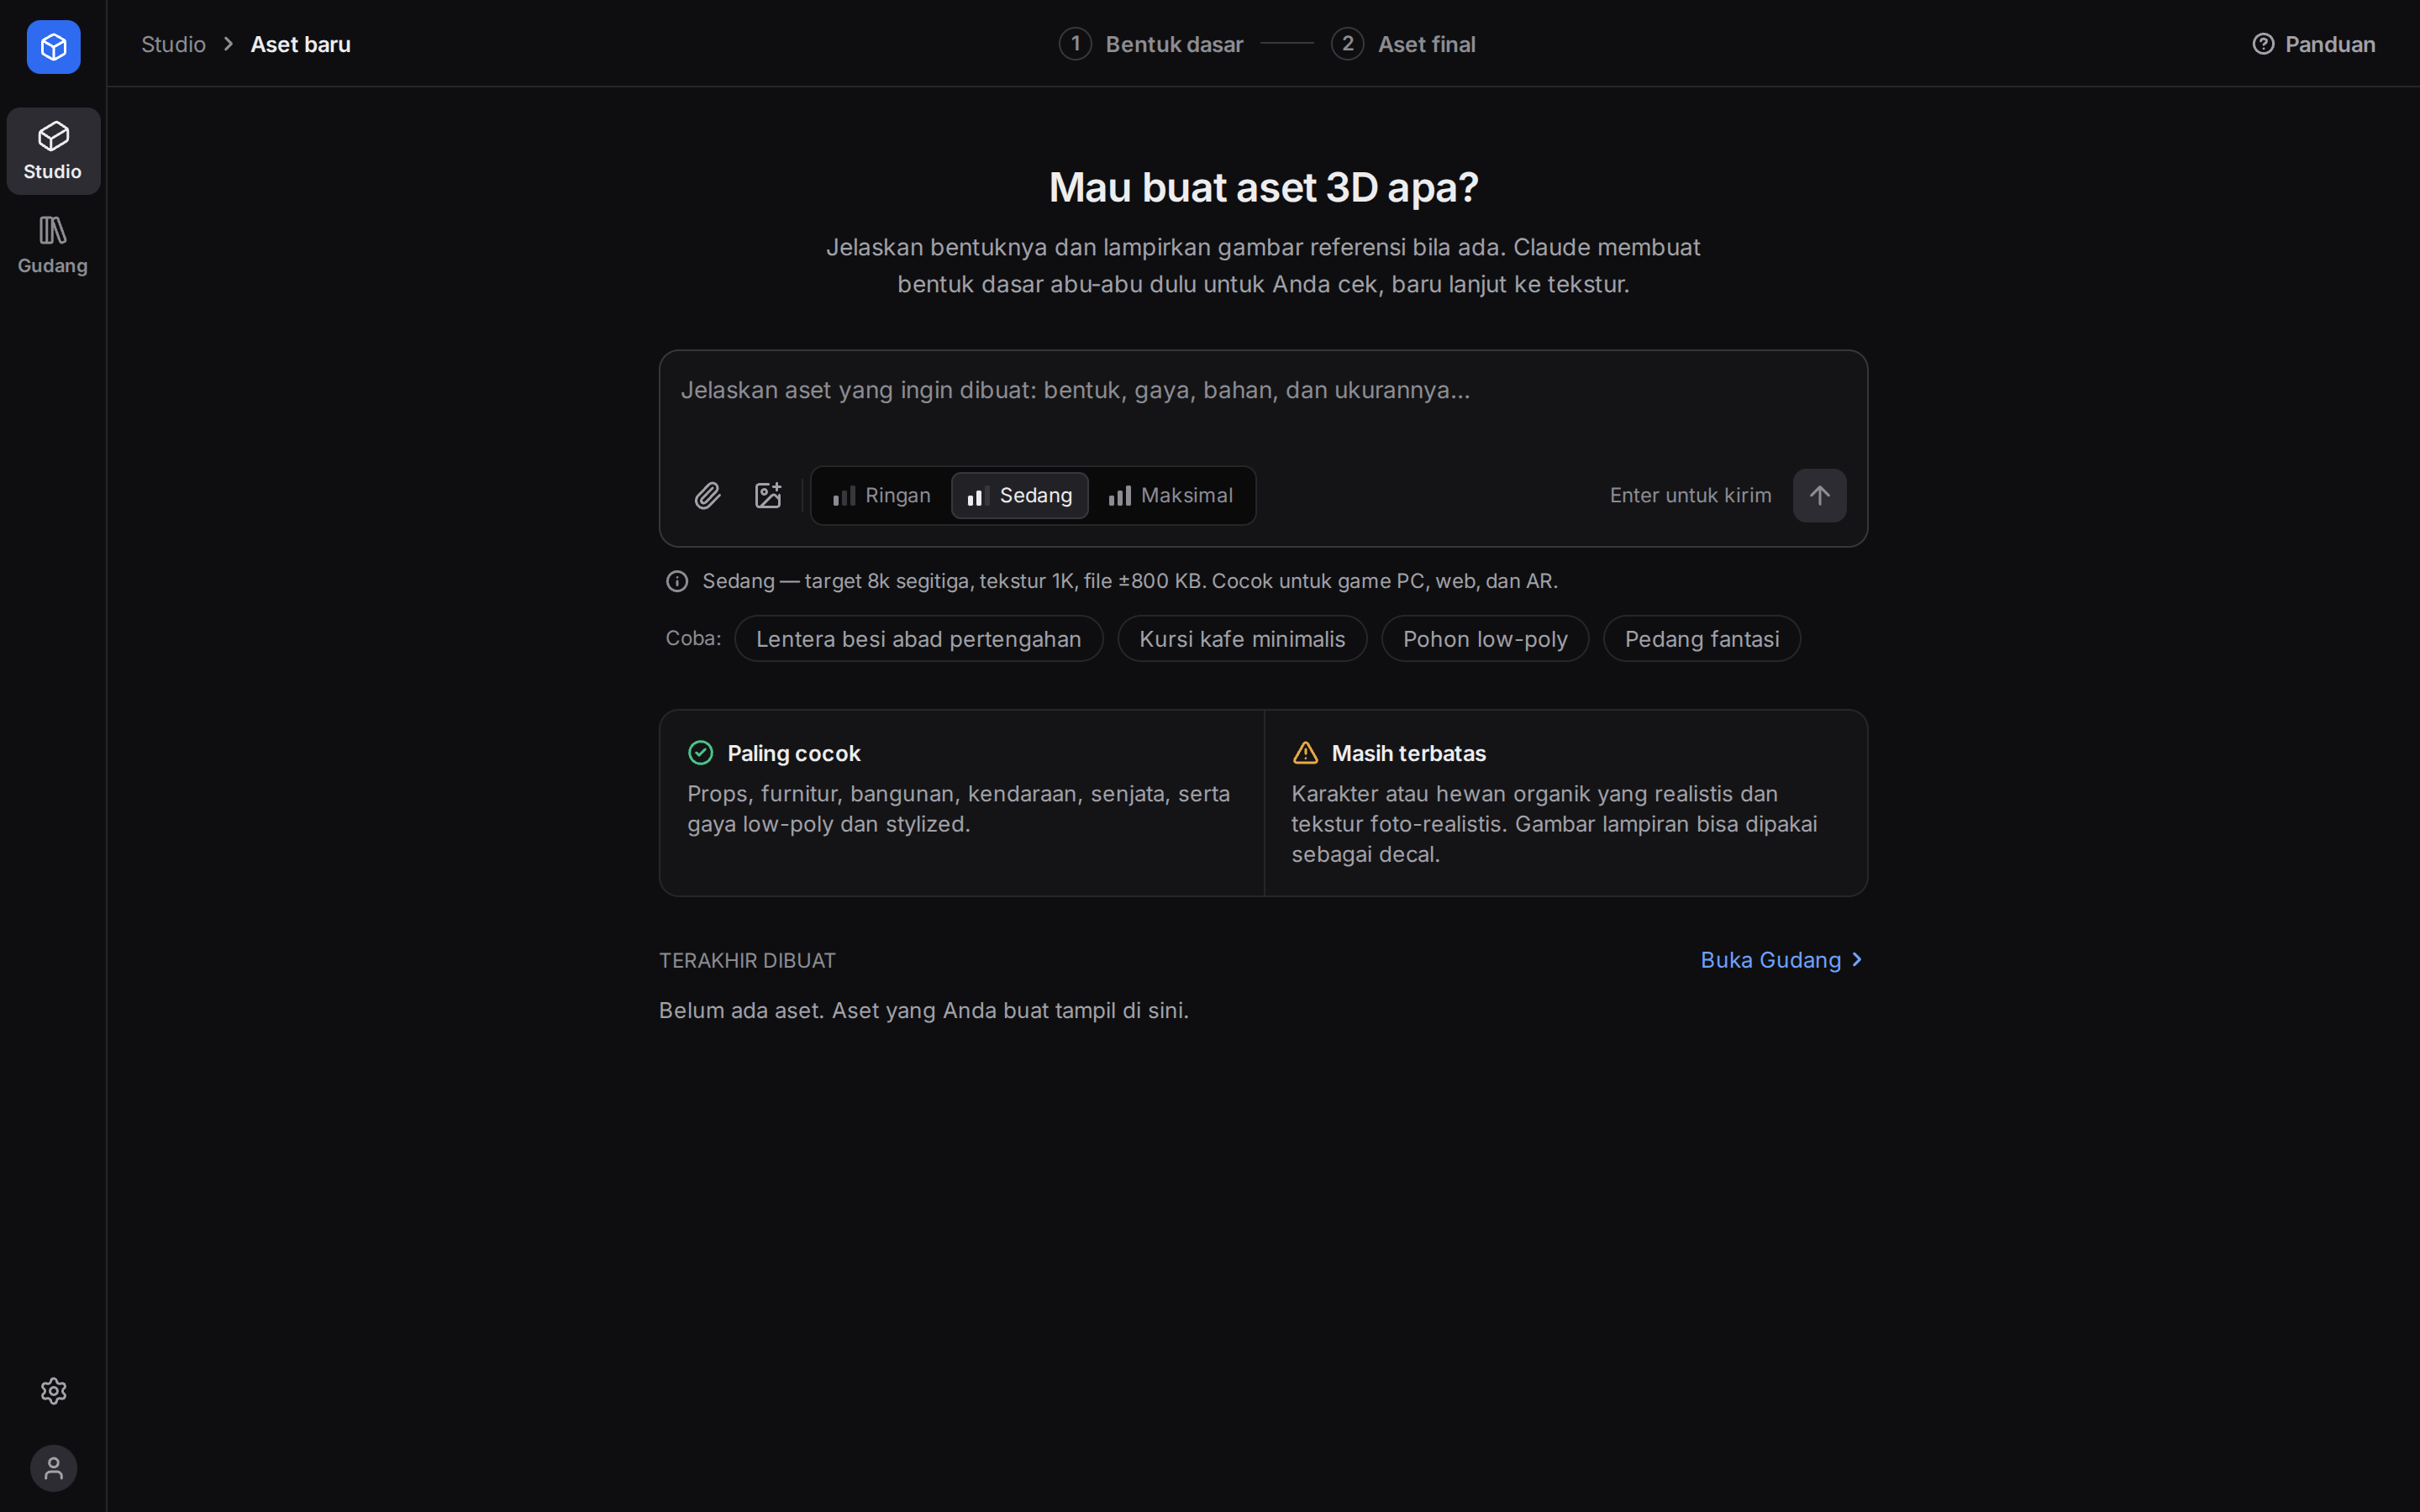 Studio
Gudang
Studio > Aset baru
1 Bentuk dasar
2 Aset final
Panduan
Mau buat aset 3D apa?
Jelaskan bentuknya dan lampirkan gambar referensi bila ada. Claude membuat
bentuk dasar abu-abu dulu untuk Anda cek, baru lanjut ke tekstur.
Jelaskan aset yang ingin dibuat: bentuk, gaya, bahan, dan ukurannya...
Ringan
Sedang
Maksimal
Enter untuk kirim
Sedang — target 8k segitiga, tekstur 1K, file ±800 KB. Cocok untuk game PC, web, dan AR.
Coba:
Lentera besi abad pertengahan
Kursi kafe minimalis
Pohon low-poly
Pedang fantasi
Paling cocok
Props, furnitur, bangunan, kendaraan, senjata, serta
gaya low-poly dan stylized.
Masih terbatas
Karakter atau hewan organik yang realistis dan
tekstur foto-realistis. Gambar lampiran bisa dipakai
sebagai decal.
TERAKHIR DIBUAT
Buka Gudang
Belum ada aset. Aset yang Anda buat tampil di sini.